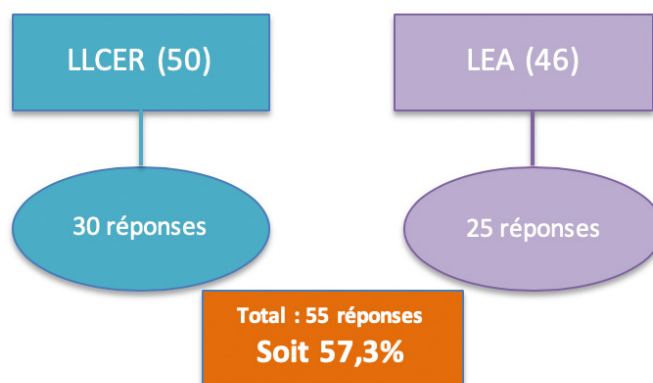 LLCER (50)
LEA (46)
30 réponses
25 réponses
Total : 55 réponses
Soit 57,3%